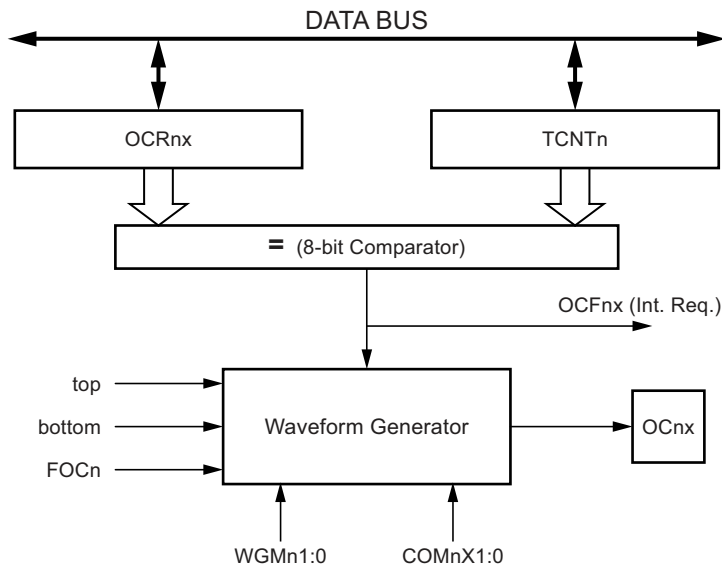 DATA BUS
OCRnx
TCNTn
= (8-bit Comparator)
OCFnx (Int. Req.)
top
bottom
FOCn
Waveform Generator
OCnx
WGMn1:0
COMnX1:0